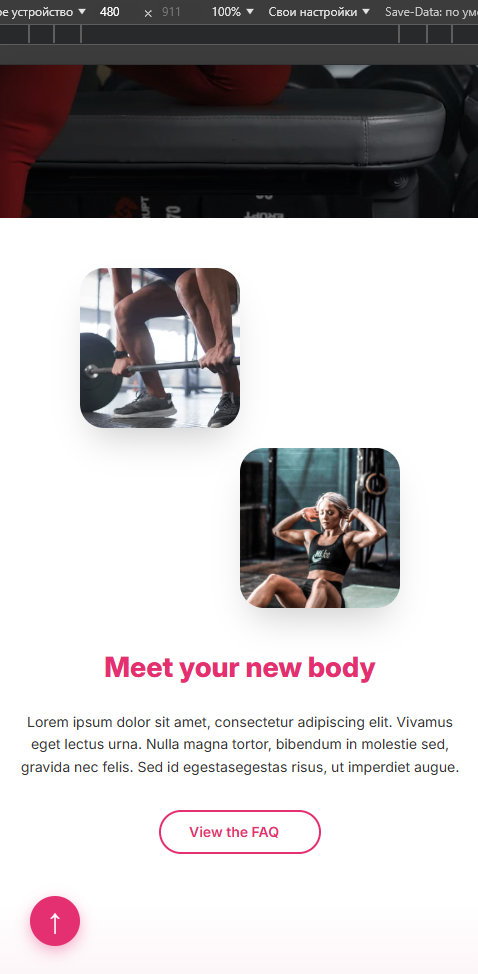 ое устройство
480
×
911
100%
Свои настройки
Save-Data: по ум
70
Meet your new body
Lorem ipsum dolor sit amet, consectetur adipiscing elit. Vivamus
eget lectus urna. Nulla magna tortor, bibendum in molestie sed,
gravida nec felis. Sed id egestasegestas risus, ut imperdiet augue.
View the FAQ
↑